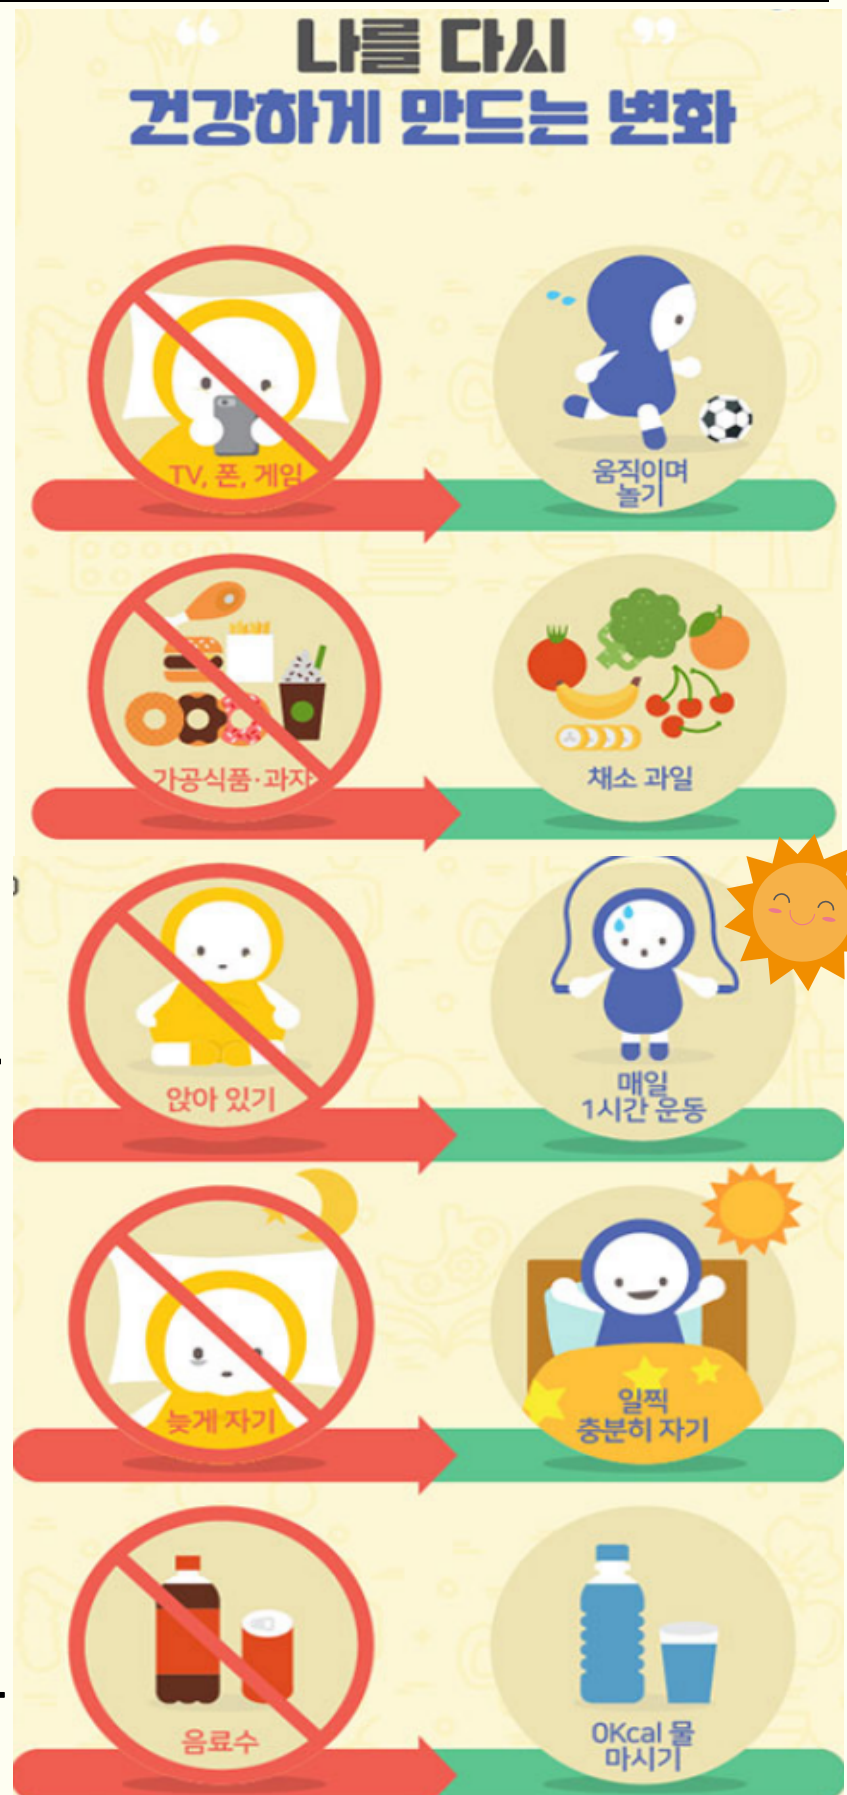 나를 다시
건강하게 만드는 변화
TV, 폰, 게임
움직이며
놀기
가공식품·과자
채소 과일
앉아 있기
매일
1시간 운동
늦게 자기
일찍
충분히 자기
음료수
0Kcal 물
마시기